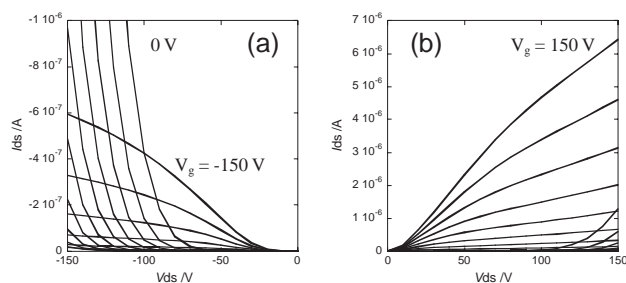 -1 10⁻⁶
-8 10⁻⁷
-6 10⁻⁷
-4 10⁻⁷
-2 10⁻⁷
0
Ids /A
0 V
(a)
Vg = -150 V
-150 -100 -50 0
Vds /V
7 10⁻⁶
6 10⁻⁶
5 10⁻⁶
4 10⁻⁶
3 10⁻⁶
2 10⁻⁶
1 10⁻⁶
0
Ids /A
(b)
Vg = 150 V
0 50 100 150
Vds /V